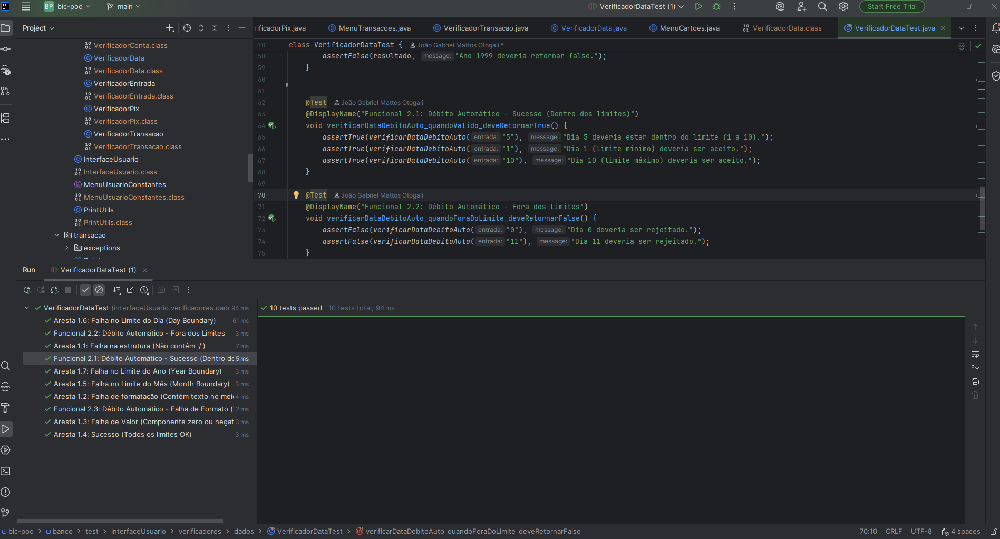 BP bic-poo main VerificadorDataTest (1) Start Free Trial
Project
rificadorPix.java MenuTransacoes.java VerificadorTransacao.java VerificadorData.java MenuCartoes.java VerificadorData.class VerificadorDataTest.java
VerificadorConta.class
VerificadorData
VerificadorData.class
VerificadorEntrada
VerificadorEntrada.class
VerificadorPix
VerificadorPix.class
VerificadorTransacao
VerificadorTransacao.class
InterfaceUsuario
InterfaceUsuario.class
MenuUsuarioConstantes
MenuUsuarioConstantes.class
PrintUtils
PrintUtils.class
transacao
exceptions
10 class VerificadorDataTest { João Gabriel Mattos Otogali *
58 assertFalse(resultado, message: "Ano 1999 deveria retornar false.");
59 }
60
61
62 @Test João Gabriel Mattos Otogali
63 @DisplayName("Funcional 2.1: Débito Automático - Sucesso (Dentro dos limites)")
64 void verificarDataDebitoAuto_quandoValido_deveRetornarTrue() {
65 assertTrue(verificarDataDebitoAuto( entrada: "5"), message: "Dia 5 deveria estar dentro do limite (1 a 10).");
66 assertTrue(verificarDataDebitoAuto( entrada: "1"), message: "Dia 1 (limite mínimo) deveria ser aceito.");
67 assertTrue(verificarDataDebitoAuto( entrada: "10"), message: "Dia 10 (limite máximo) deveria ser aceito.");
68 }
69
70 @Test João Gabriel Mattos Otogali
71 @DisplayName("Funcional 2.2: Débito Automático - Fora dos Limites")
72 void verificarDataDebitoAuto_quandoForaDoLimite_deveRetornarFalse() {
73 assertFalse(verificarDataDebitoAuto( entrada: "0"), message: "Dia 0 deveria ser rejeitado.");
74 assertFalse(verificarDataDebitoAuto( entrada: "11"), message: "Dia 11 deveria ser rejeitado.");
75 }
Run VerificadorDataTest (1)
VerificadorDataTest (interfaceUsuario.verificadores.dado 94 ms
Aresta 1.6: Falha no Limite do Dia (Day Boundary) 61 ms
Funcional 2.2: Débito Automático - Fora dos Limites 3 ms
Aresta 1.1: Falha na estrutura (Não contém '/') 7 ms
Funcional 2.1: Débito Automático - Sucesso (Dentro do 5 ms
Aresta 1.7: Falha no Limite do Ano (Year Boundary) 3 ms
Aresta 1.5: Falha no Limite do Mês (Month Boundary) 3 ms
Aresta 1.2: Falha de formatação (Contém texto no mei 4 ms
Funcional 2.3: Débito Automático - Falha de Formato ( 2 ms
Aresta 1.3: Falha de Valor (Componente zero ou negat 3 ms
Aresta 1.4: Sucesso (Todos os limites OK) 3 ms
10 tests passed 10 tests total, 94 ms
bic-poo > banco > test > interfaceUsuario > verificadores > dados > VerificadorDataTest > verificarDataDebitoAuto_quandoForaDoLimite_deveRetornarFalse 70:10 CRLF UTF-8 4 spaces